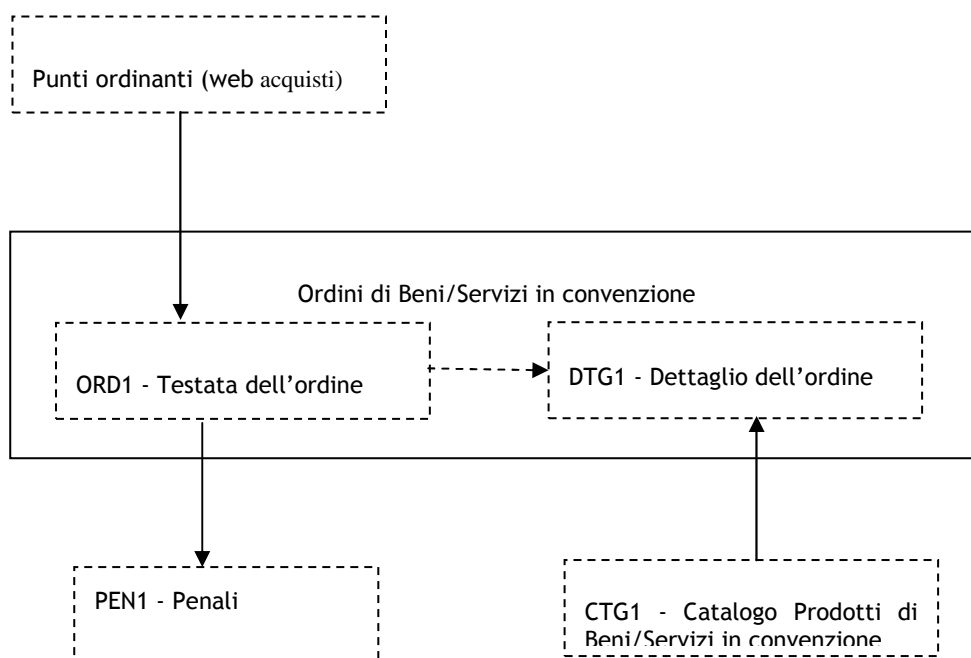 Punti ordinanti (web acquisti)
Ordini di Beni/Servizi in convenzione
ORD1 - Testata dell’ordine
DTG1 - Dettaglio dell’ordine
PEN1 - Penali
CTG1 - Catalogo Prodotti di
Beni/Servizi in convenzione